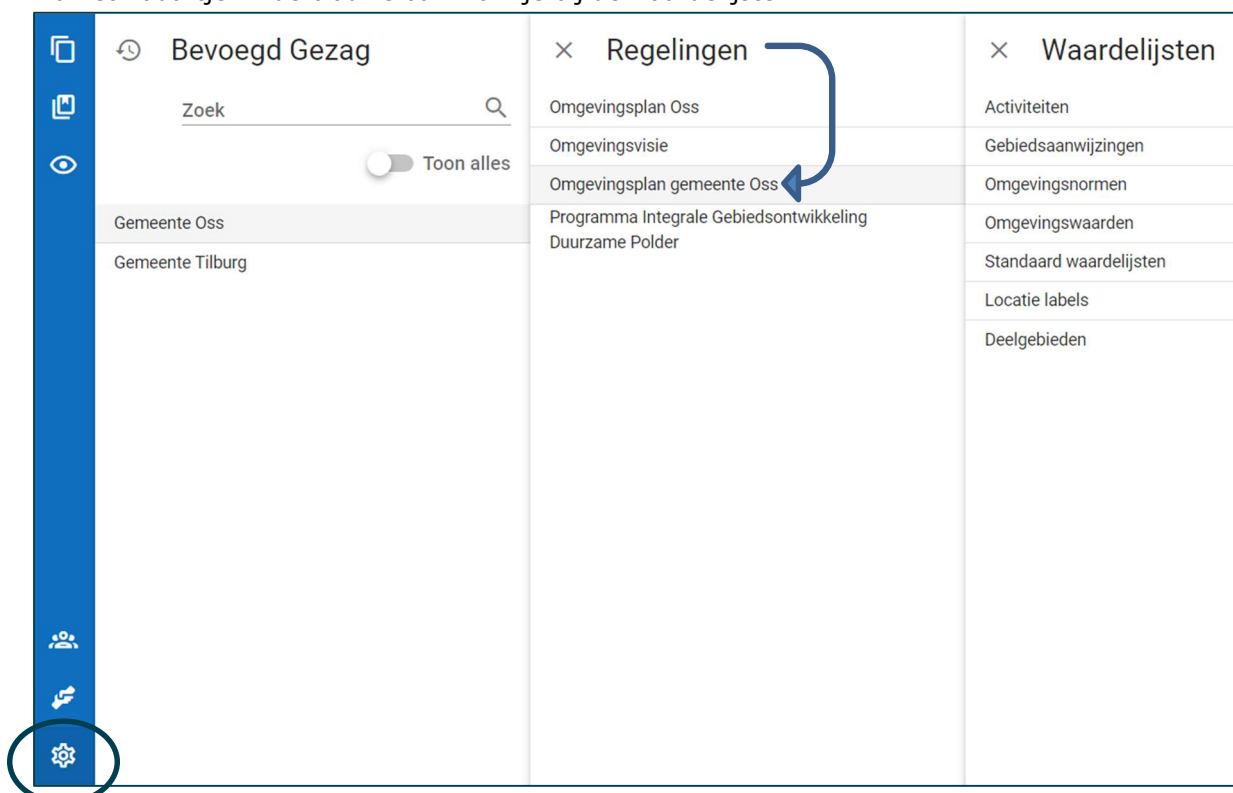 Bevoegd Gezag
Zoek
Toon alles
Gemeente Oss
Gemeente Tilburg
Regelingen
Omgevingsplan Oss
Omgevingsvisie
Omgevingsplan gemeente Oss
Programma Integrale Gebiedsontwikkeling
Duurzame Polder
Waardelijsten
Activiteiten
Gebiedsaanwijzingen
Omgevingsnormen
Omgevingswaarden
Standaard waardelijsten
Locatie labels
Deelgebieden